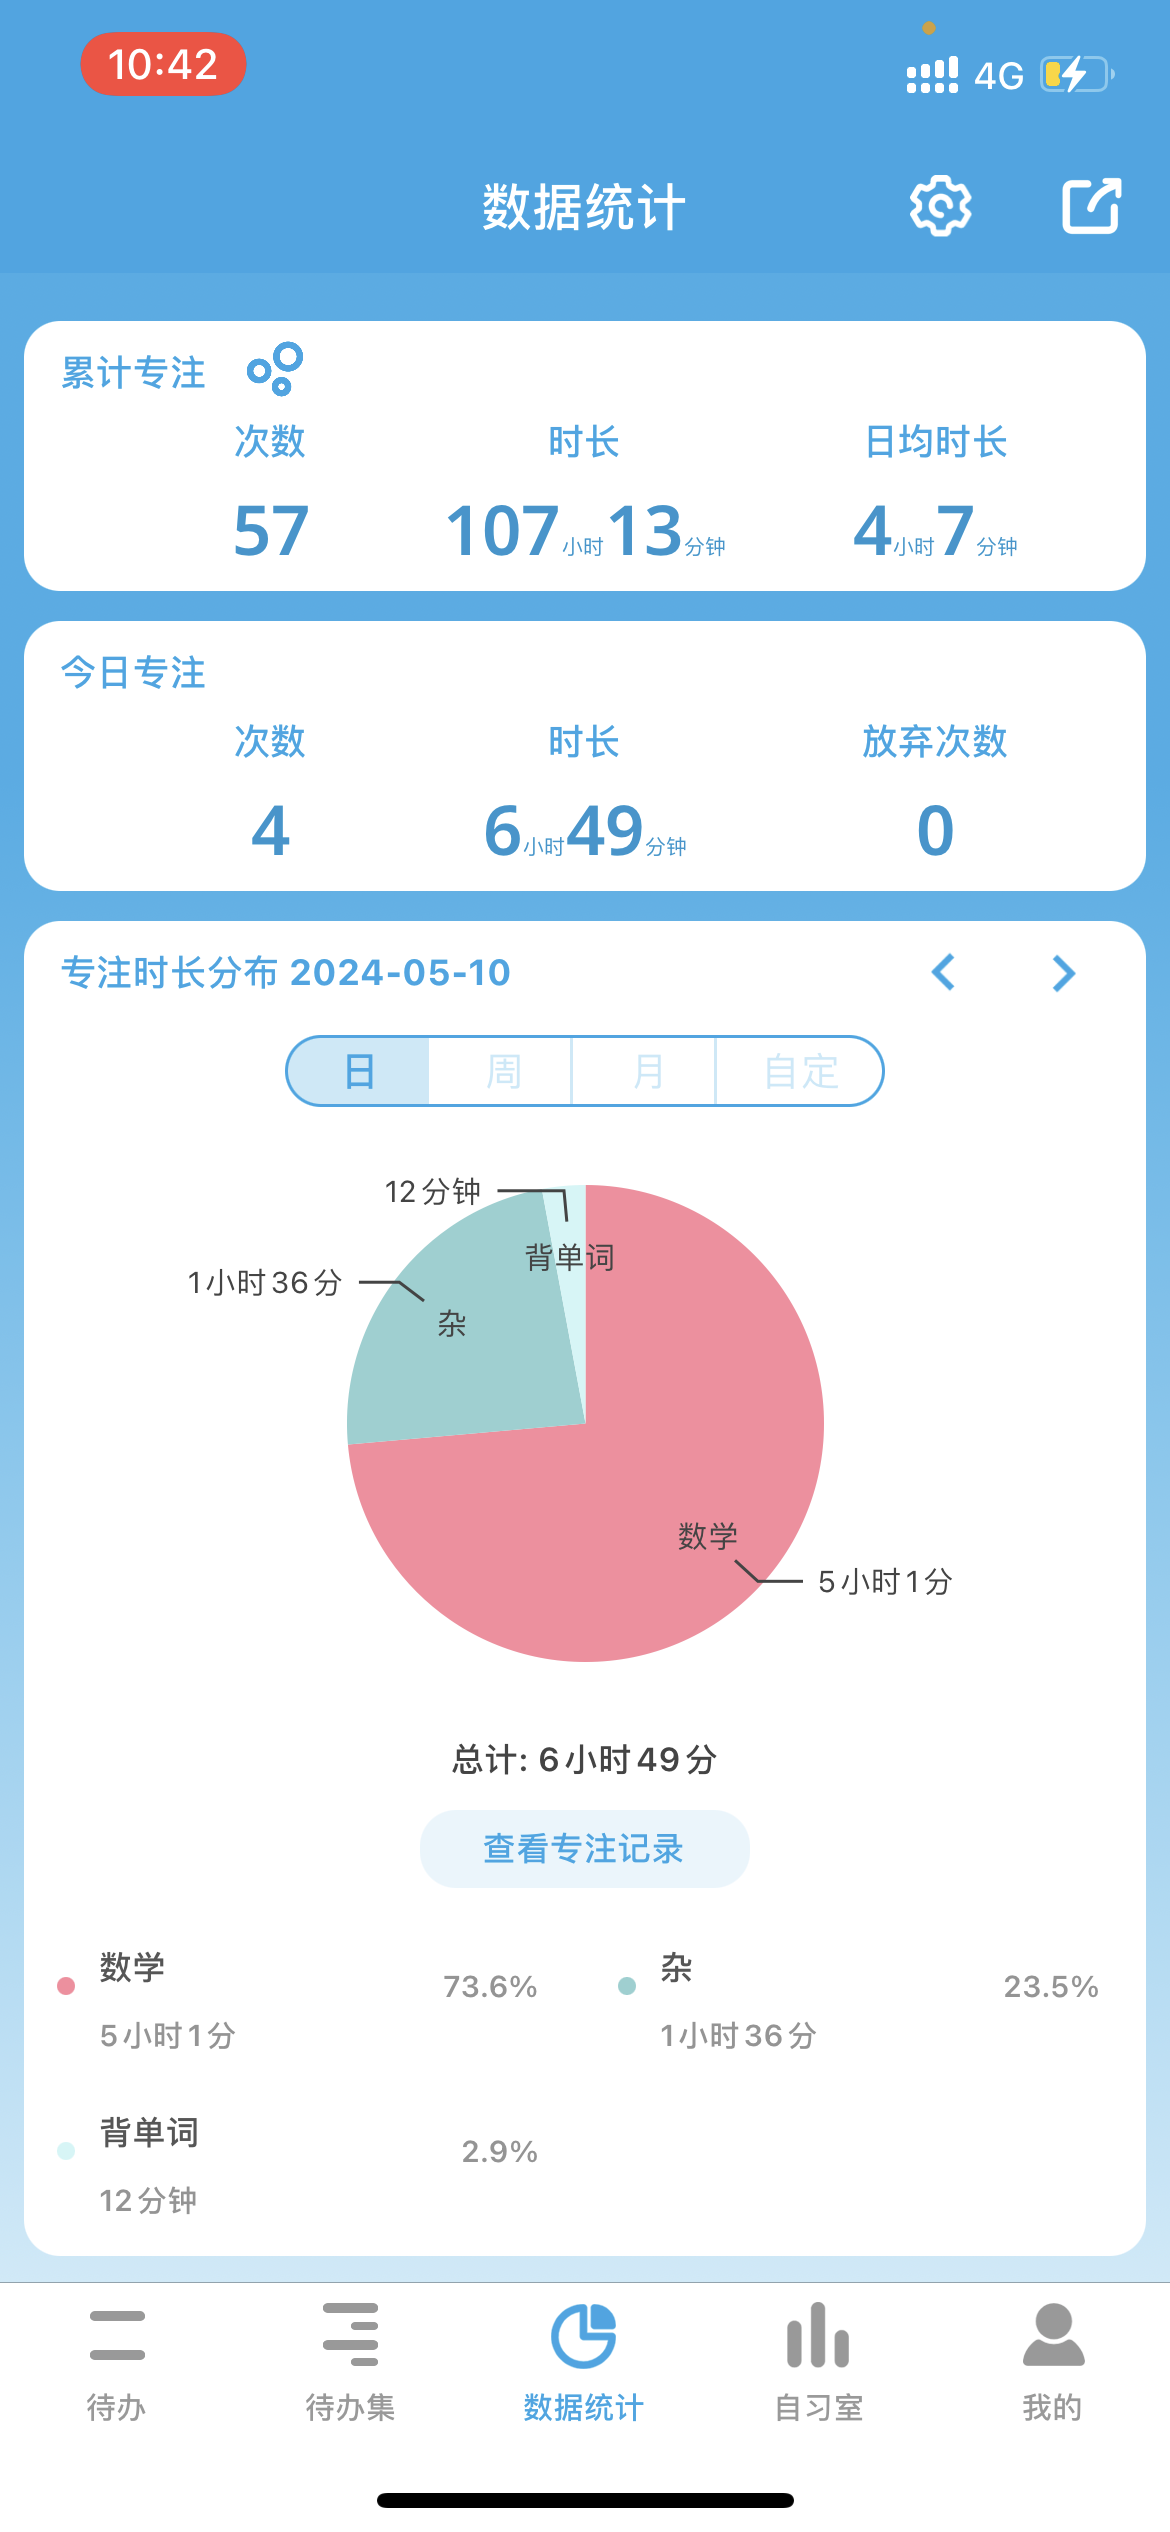 10:42
4G
数据统计
累计专注
次数 时长 日均时长
57 107小时13分钟 4小时7分钟
今日专注
次数 时长 放弃次数
4 6小时49分钟 0
专注时长分布 2024-05-10
日 周 月 自定
12分钟
背单词
1小时36分
杂
数学
5小时1分
总计: 6小时49分
查看专注记录
数学 73.6%
5小时1分
杂 23.5%
1小时36分
背单词 2.9%
12分钟
待办 待办集 数据统计 自习室 我的